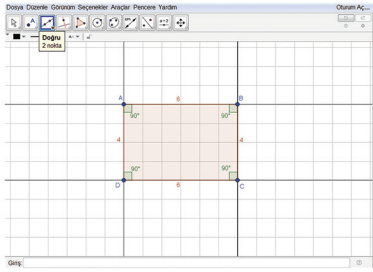 Dosya Düzenle Görünüm Seçenekler Araçlar Pencere Yardım Oturum Aç...
Doğru
2 nokta
A 6 B
90° 90°
4 4
90° 90°
D 6 C
Giriş: